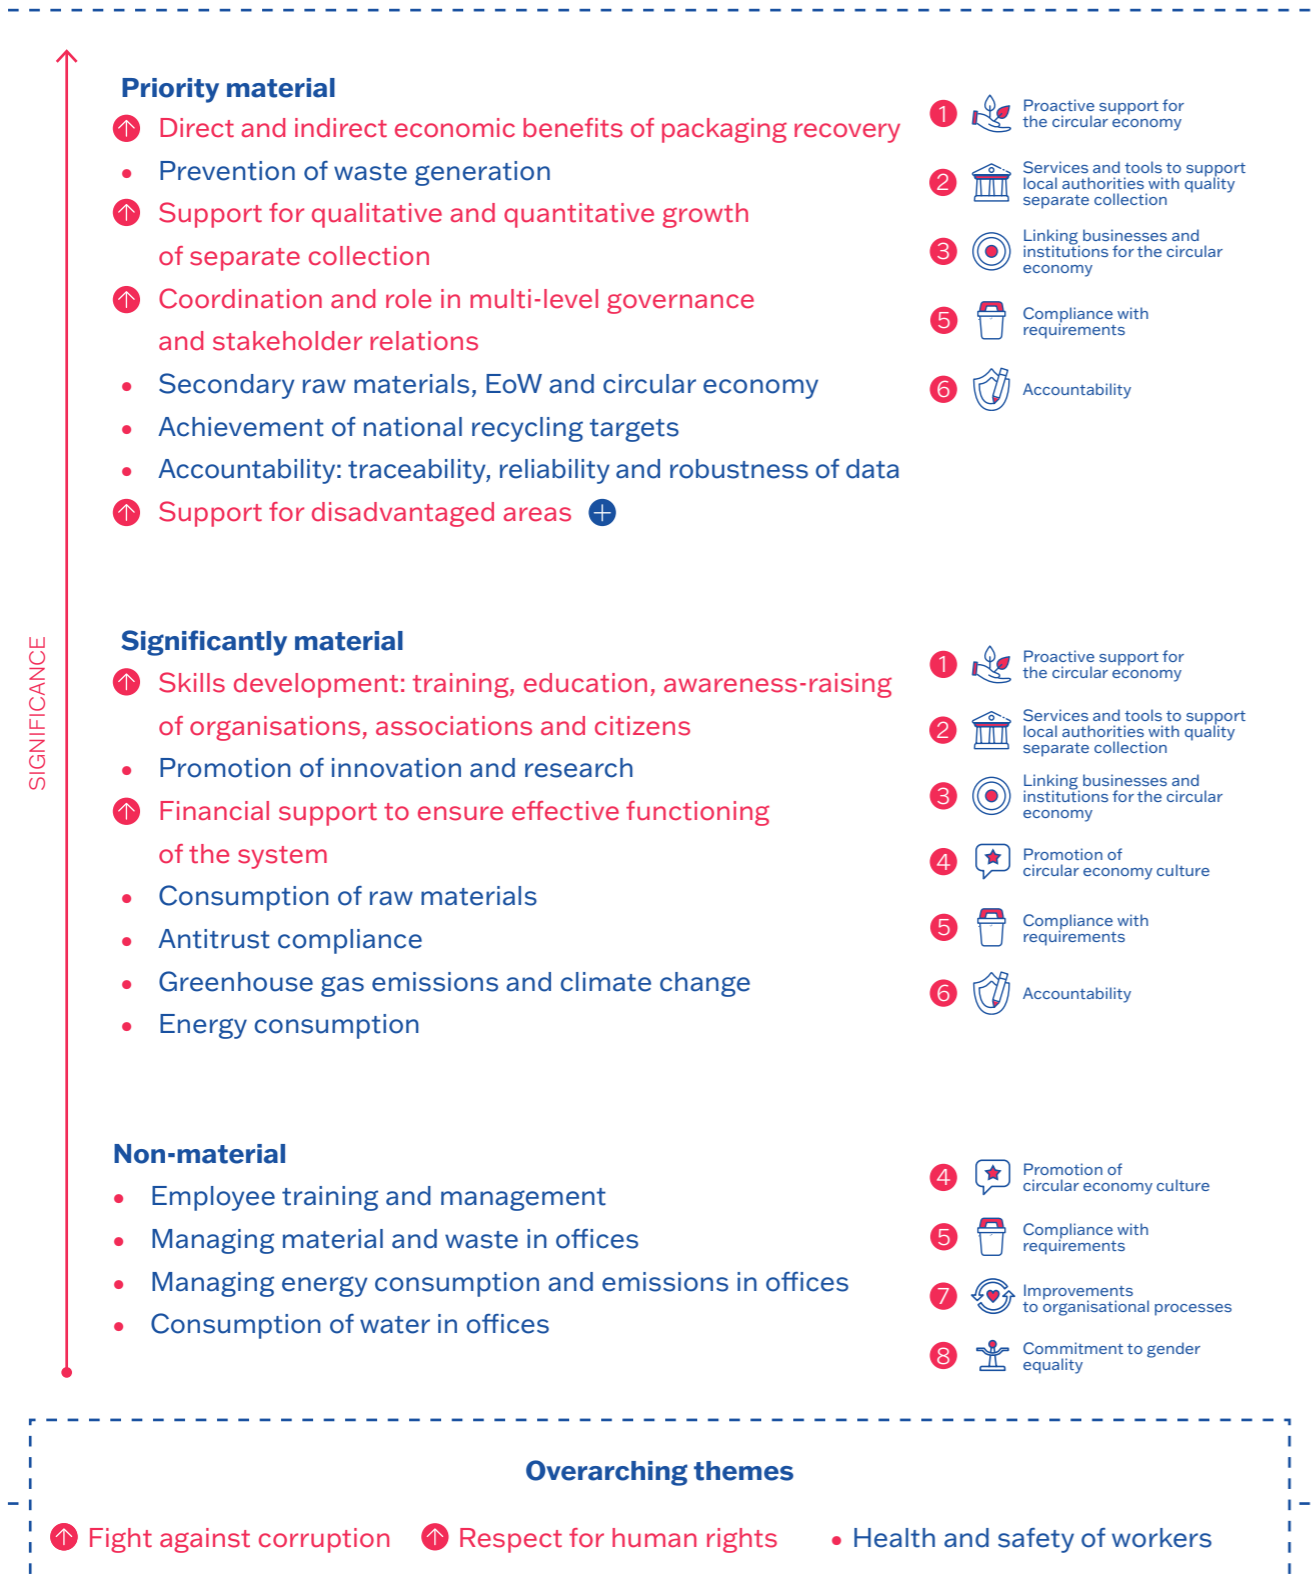 SIGNIFICANCE
Priority material
Direct and indirect economic benefits of packaging recovery
• Prevention of waste generation
Support for qualitative and quantitative growth
of separate collection
Coordination and role in multi-level governance
and stakeholder relations
• Secondary raw materials, EoW and circular economy
• Achievement of national recycling targets
• Accountability: traceability, reliability and robustness of data
Support for disadvantaged areas
1 Proactive support for
the circular economy
2 Services and tools to support
local authorities with quality
separate collection
3 Linking businesses and
institutions for the circular
economy
5 Compliance with
requirements
6 Accountability
Significantly material
Skills development: training, education, awareness-raising
of organisations, associations and citizens
• Promotion of innovation and research
Financial support to ensure effective functioning
of the system
• Consumption of raw materials
• Antitrust compliance
• Greenhouse gas emissions and climate change
• Energy consumption
1 Proactive support for
the circular economy
2 Services and tools to support
local authorities with quality
separate collection
3 Linking businesses and
institutions for the circular
economy
4 Promotion of
circular economy culture
5 Compliance with
requirements
6 Accountability
Non-material
• Employee training and management
• Managing material and waste in offices
• Managing energy consumption and emissions in offices
• Consumption of water in offices
4 Promotion of
circular economy culture
5 Compliance with
requirements
7 Improvements
to organisational processes
8 Commitment to gender
equality
Overarching themes
Fight against corruption
Respect for human rights
• Health and safety of workers